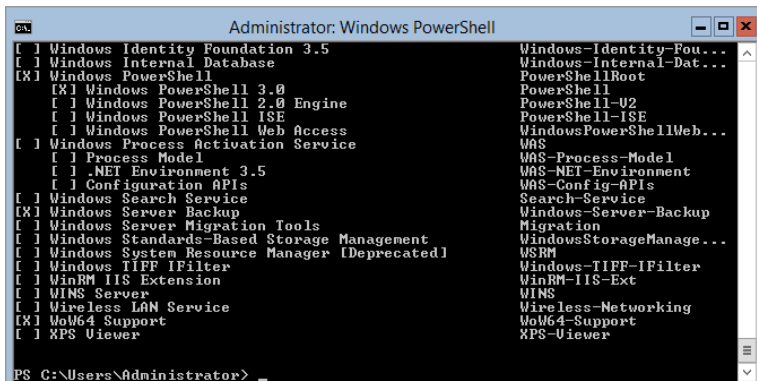 Administrator: Windows PowerShell
[ ] Windows Identity Foundation 3.5 Windows-Identity-Fou...
[ ] Windows Internal Database Windows-Internal-Dat...
[X] Windows PowerShell PowerShellRoot
[X] Windows PowerShell 3.0 PowerShell
[ ] Windows PowerShell 2.0 Engine PowerShell-V2
[ ] Windows PowerShell ISE PowerShell-ISE
[ ] Windows PowerShell Web Access WindowsPowerShellWeb...
[ ] Windows Process Activation Service WAS
[ ] Process Model WAS-Process-Model
[ ] .NET Environment 3.5 WAS-NET-Environment
[ ] Configuration APIs WAS-Config-APIs
[ ] Windows Search Service Search-Service
[X] Windows Server Backup Windows-Server-Backup
[ ] Windows Server Migration Tools Migration
[ ] Windows Standards-Based Storage Management WindowsStorageManage...
[ ] Windows System Resource Manager [Deprecated] WSRM
[ ] Windows TIFF IFilter Windows-TIFF-IFilter
[ ] WinRM IIS Extension WinRM-IIS-Ext
[ ] WINS Server WINS
[ ] Wireless LAN Service Wireless-Networking
[X] WoW64 Support WoW64-Support
[ ] XPS Viewer XPS-Viewer
PS C:\Users\Administrator> _